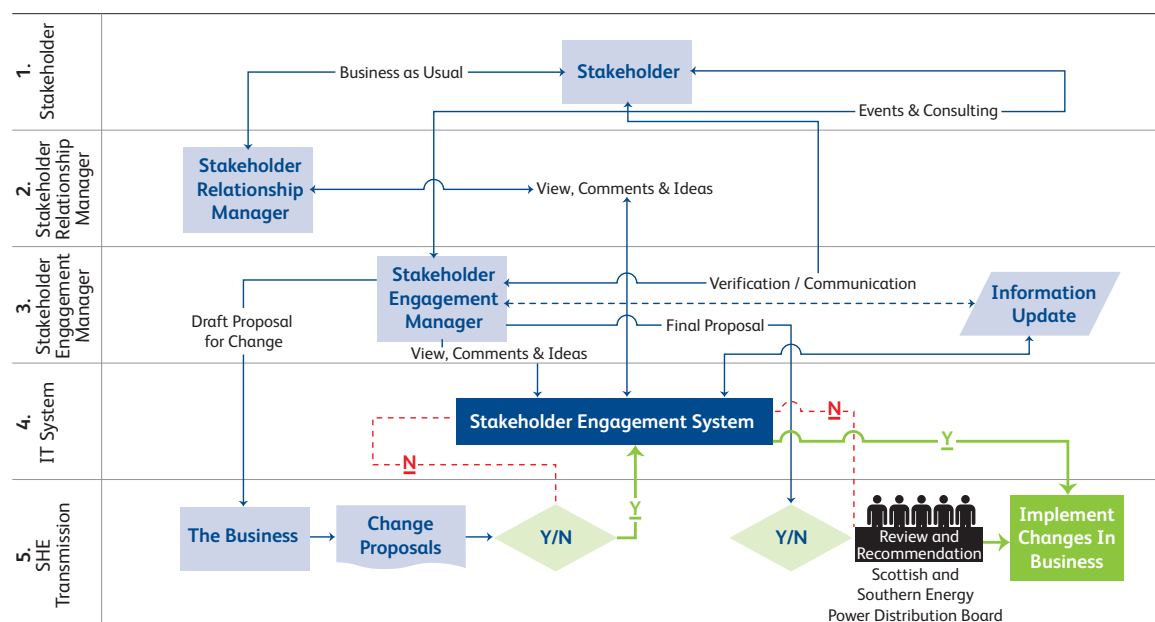 1.
Stakeholder
Business as Usual
Stakeholder
Events & Consulting
2.
Stakeholder
Relationship
Manager
Stakeholder
Relationship
Manager
View, Comments & Ideas
3.
Stakeholder
Engagement
Manager
Stakeholder
Engagement
Manager
Verification / Communication
Information
Update
Draft Proposal
for Change
Final Proposal
View, Comments & Ideas
4.
IT System
Stakeholder Engagement System
N
Y
N
Y
5.
SHE
Transmission
The Business
Change
Proposals
Y/N
Y/N
Review and
Recommendation
Scottish and
Southern Energy
Power Distribution Board
Implement
Changes In
Business